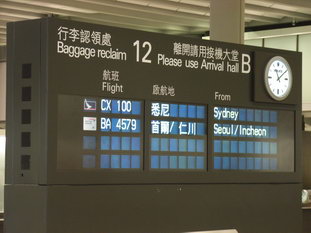 行李認領處 12 離開請用接機大堂 B
Baggage reclaim Please use Arrival hall
航班 啟航地
Flight From
CX 100 悉尼 Sydney
BA 4579 首爾/仁川 Seoul/Incheon